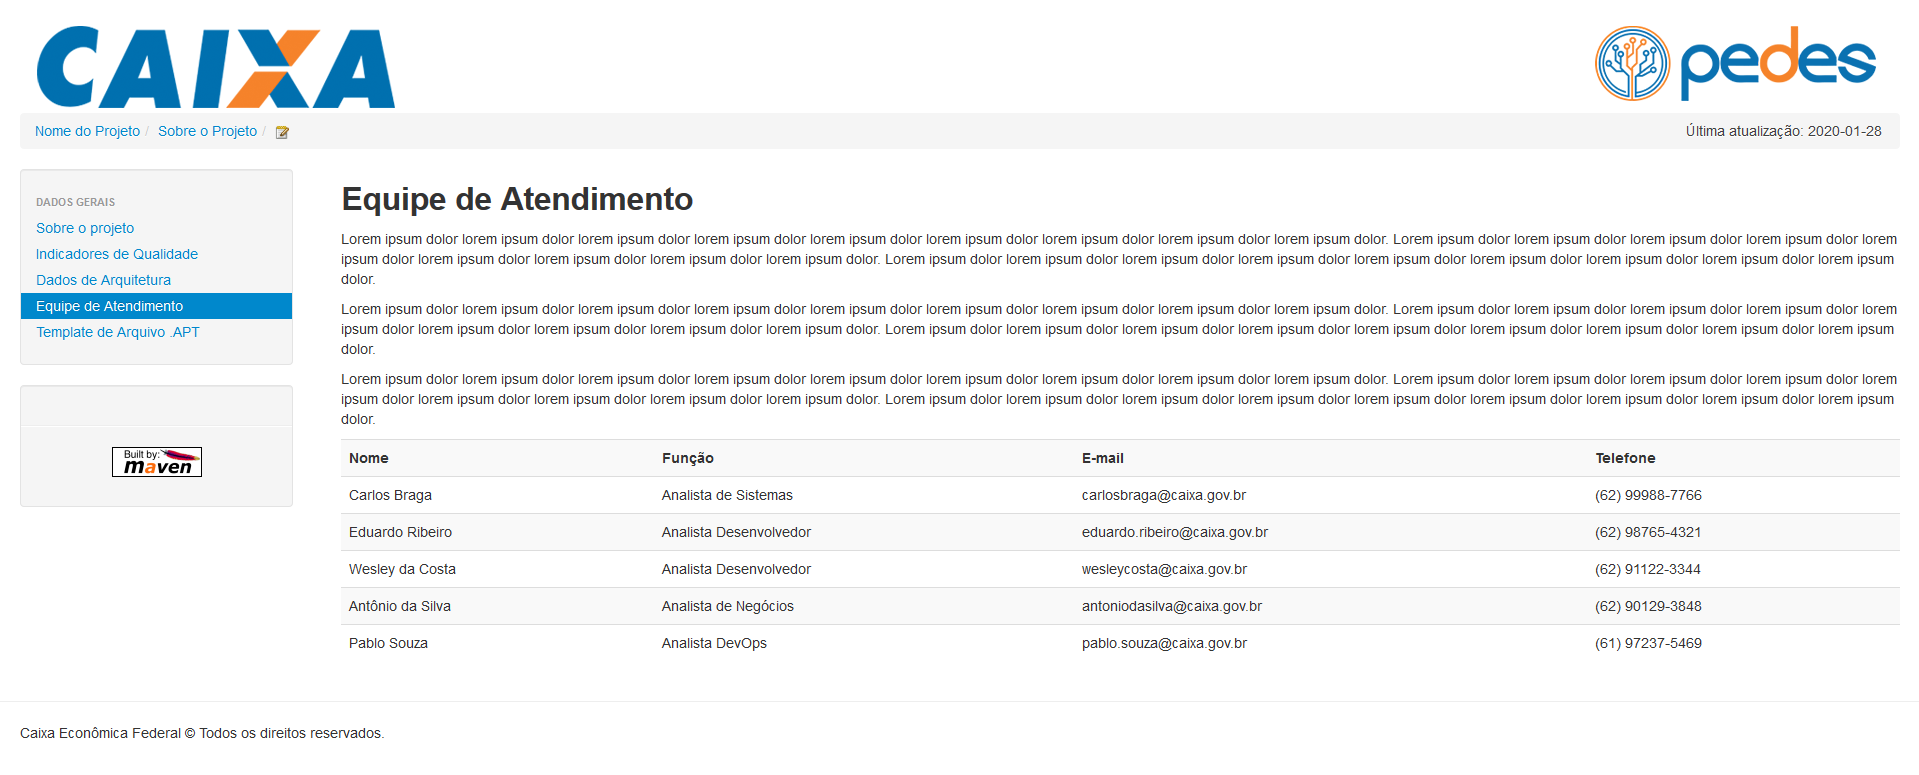 CAIXA
pedes
Nome do Projeto / Sobre o Projeto /
Última atualização: 2020-01-28
DADOS GERAIS
Sobre o projeto
Indicadores de Qualidade
Dados de Arquitetura
Equipe de Atendimento
Template de Arquivo .APT
Built by:
maven
Equipe de Atendimento
Lorem ipsum dolor lorem ipsum dolor lorem ipsum dolor lorem ipsum dolor lorem ipsum dolor lorem ipsum dolor lorem ipsum dolor lorem ipsum dolor lorem ipsum dolor. Lorem ipsum dolor lorem ipsum dolor lorem ipsum dolor lorem ipsum dolor lorem
ipsum dolor lorem ipsum dolor lorem ipsum dolor lorem ipsum dolor lorem ipsum dolor. Lorem ipsum dolor lorem ipsum dolor lorem ipsum dolor lorem ipsum dolor lorem ipsum dolor lorem ipsum dolor lorem ipsum dolor lorem ipsum dolor lorem ipsum
dolor.
Lorem ipsum dolor lorem ipsum dolor lorem ipsum dolor lorem ipsum dolor lorem ipsum dolor lorem ipsum dolor lorem ipsum dolor lorem ipsum dolor lorem ipsum dolor. Lorem ipsum dolor lorem ipsum dolor lorem ipsum dolor lorem ipsum dolor lorem
ipsum dolor lorem ipsum dolor lorem ipsum dolor lorem ipsum dolor lorem ipsum dolor. Lorem ipsum dolor lorem ipsum dolor lorem ipsum dolor lorem ipsum dolor lorem ipsum dolor lorem ipsum dolor lorem ipsum dolor lorem ipsum dolor lorem ipsum
dolor.
Lorem ipsum dolor lorem ipsum dolor lorem ipsum dolor lorem ipsum dolor lorem ipsum dolor lorem ipsum dolor lorem ipsum dolor lorem ipsum dolor lorem ipsum dolor. Lorem ipsum dolor lorem ipsum dolor lorem ipsum dolor lorem ipsum dolor lorem
ipsum dolor lorem ipsum dolor lorem ipsum dolor lorem ipsum dolor lorem ipsum dolor. Lorem ipsum dolor lorem ipsum dolor lorem ipsum dolor lorem ipsum dolor lorem ipsum dolor lorem ipsum dolor lorem ipsum dolor lorem ipsum dolor lorem ipsum
dolor.
Nome Função E-mail Telefone
Carlos Braga Analista de Sistemas carlosbraga@caixa.gov.br (62) 99988-7766
Eduardo Ribeiro Analista Desenvolvedor eduardo.ribeiro@caixa.gov.br (62) 98765-4321
Wesley da Costa Analista Desenvolvedor wesleycosta@caixa.gov.br (62) 91122-3344
Antônio da Silva Analista de Negócios antoniodasilva@caixa.gov.br (62) 90129-3848
Pablo Souza Analista DevOps pablo.souza@caixa.gov.br (61) 97237-5469
Caixa Econômica Federal © Todos os direitos reservados.